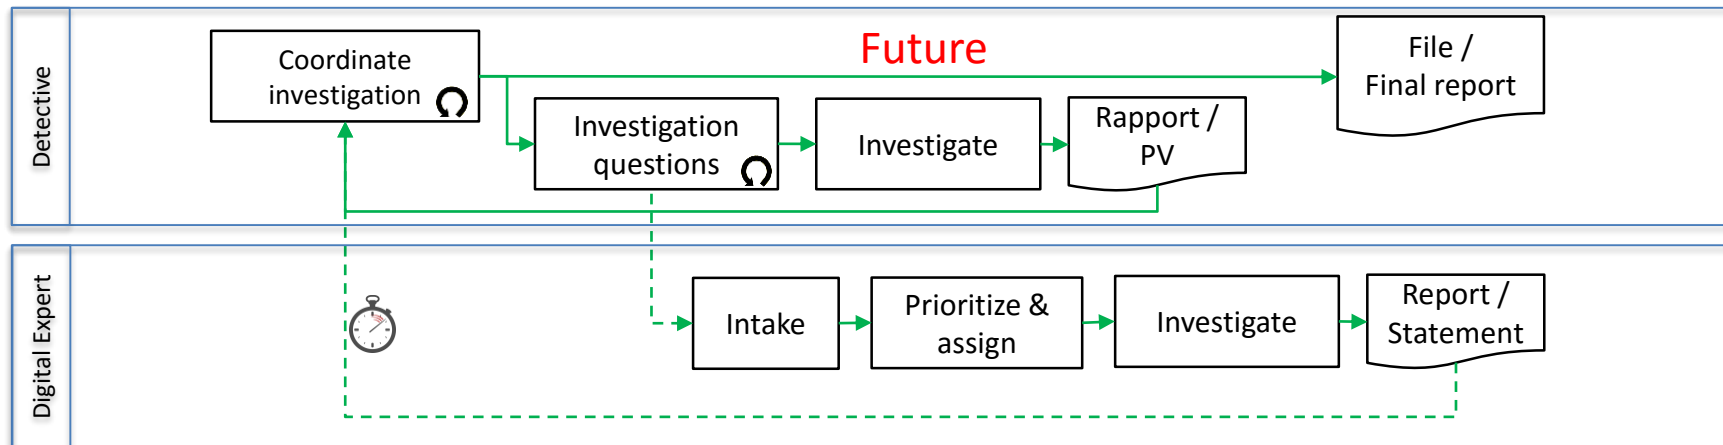 Detective
Coordinate
investigation
Future
File /
Final report
Investigation
questions
Investigate
Rapport /
PV
Digital Expert
Intake
Prioritize &
assign
Investigate
Report /
Statement